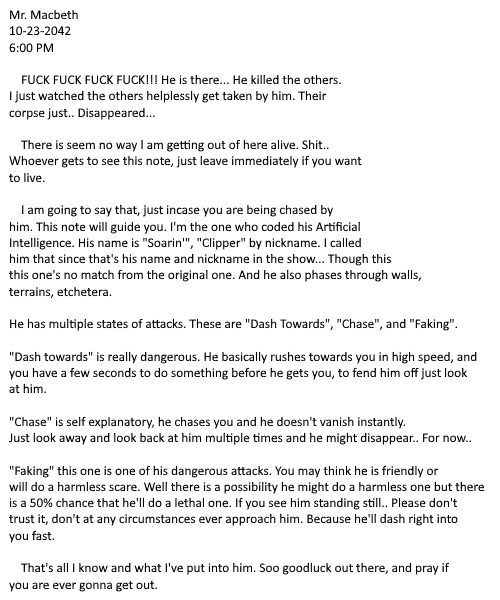 Mr. Macbeth
10-23-2042
6:00 PM
FUCK FUCK FUCK FUCK!!! He is there... He killed the others.
I just watched the others helplessly get taken by him. Their
corpse just.. Disappeared...
There is seem no way I am getting out of here alive. Shit..
Whoever gets to see this note, just leave immediately if you want
to live.
I am going to say that, just incase you are being chased by
him. This note will guide you. I'm the one who coded his Artificial
Intelligence. His name is "Soarin'", "Clipper" by nickname. I called
him that since that's his name and nickname in the show... Though this
this one's no match from the original one. And he also phases through walls,
terrains, etchetera.
He has multiple states of attacks. These are "Dash Towards", "Chase", and "Faking".
"Dash towards" is really dangerous. He basically rushes towards you in high speed, and
you have a few seconds to do something before he gets you, to fend him off just look
at him.
"Chase" is self explanatory, he chases you and he doesn't vanish instantly.
Just look away and look back at him multiple times and he might disappear.. For now..
"Faking" this one is one of his dangerous attacks. You may think he is friendly or
will do a harmless scare. Well there is a possibility he might do a harmless one but there
is a 50% chance that he'll do a lethal one. If you see him standing still.. Please don't
trust it, don't at any circumstances ever approach him. Because he'll dash right into
you fast.
That's all I know and what I've put into him. Soo goodluck out there, and pray if
you are ever gonna get out.